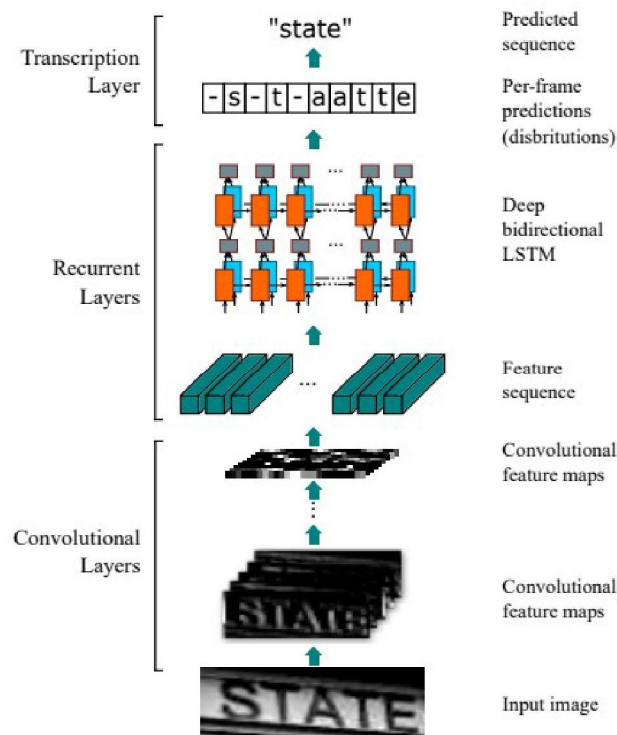 "state"
Predicted
sequence
Transcription
Layer
- s - t - a a t t e
Per-frame
predictions
(disbritutions)
Deep
bidirectional
LSTM
Recurrent
Layers
...
Feature
sequence
Convolutional
feature maps
Convolutional
Layers
STATE
Convolutional
feature maps
STATE
Input image